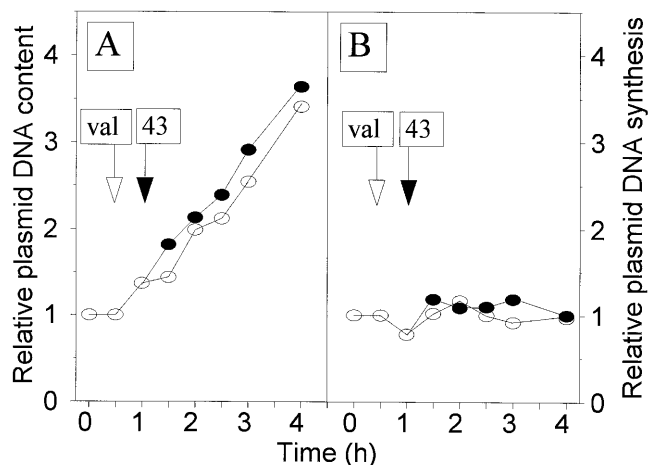 A
B
val
43
val
43
Relative plasmid DNA content
4
3
2
1
0
4
3
2
1
0
Relative plasmid DNA synthesis
0 1 2 3 4
0 1 2 3 4
Time (h)